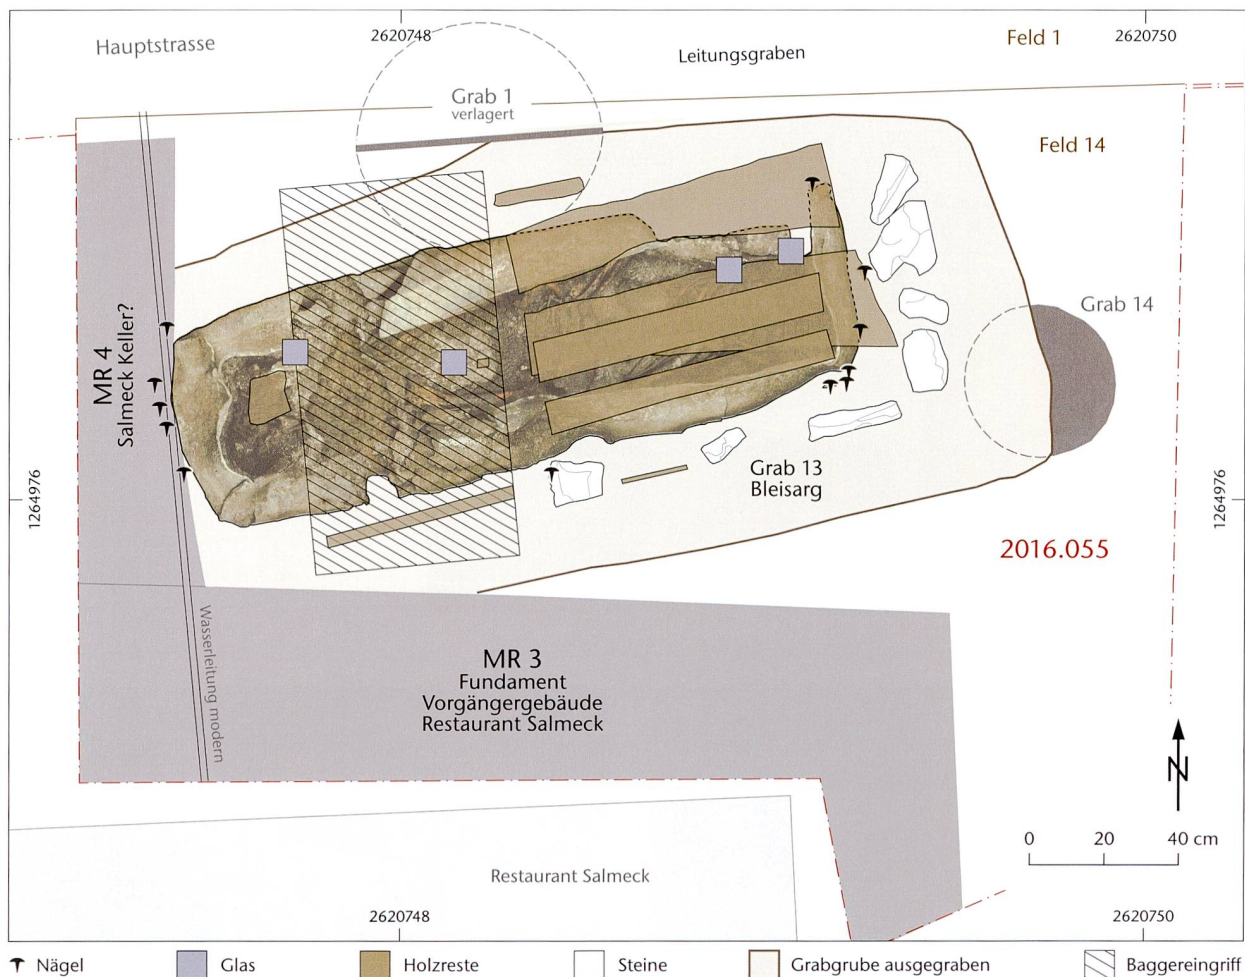 Hauptstrasse
2620748
Leitungsgraben
Feld 1
2620750
Grab 1
verlagert
Feld 14
Grab 14
MR 4
Salmeck Keller?
Grab 13
Bleisarg
1264976
1264976
2016.055
Wasserleitung modern
MR 3
Fundament
Vorgängergebäude
Restaurant Salmeck
N
0 20 40 cm
Restaurant Salmeck
2620748
2620750
Nägel
Glas
Holzreste
Steine
Grabgrube ausgegraben
Baggereingriff